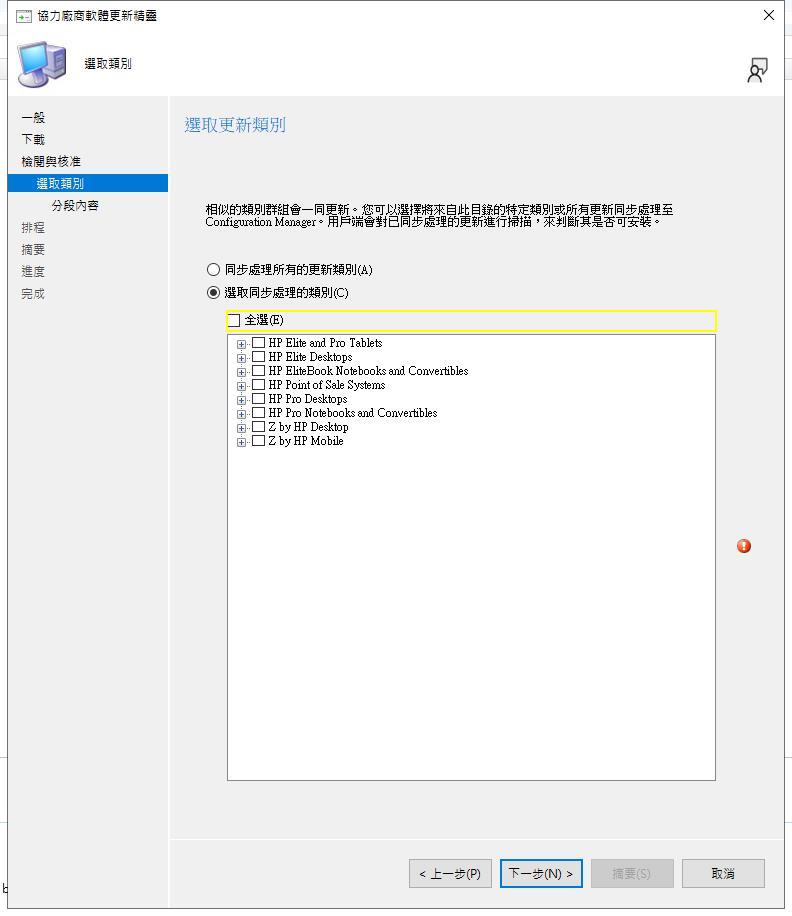 協力廠商軟體更新精靈
選取類別
一般
下載
檢閱與核准
選取類別
分段內容
排程
摘要
進度
完成
選取更新類別
相似的類別群組會一同更新。您可以選擇將來自此目錄的特定類別或所有更新同步處理至
Configuration Manager。用戶端會對已同步處理的更新進行掃描，來判斷其是否可安裝。
同步處理所有的更新類別(A)
選取同步處理的類別(C)
全選(E)
HP Elite and Pro Tablets
HP Elite Desktops
HP EliteBook Notebooks and Convertibles
HP Point of Sale Systems
HP Pro Desktops
HP Pro Notebooks and Convertibles
Z by HP Desktop
Z by HP Mobile
< 上一步(P)
下一步(N) >
摘要(S)
取消